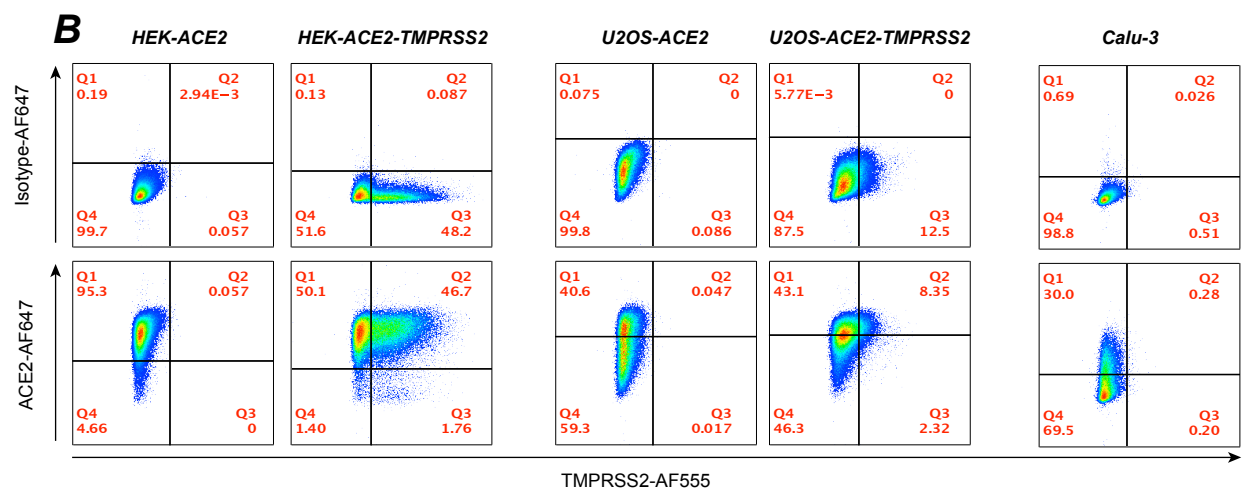 B
HEK-ACE2 HEK-ACE2-TMPRSS2 U2OS-ACE2 U2OS-ACE2-TMPRSS2 Calu-3
Isotype-AF647
Q1 Q2 Q1 Q2 Q1 Q2 Q1 Q2 Q1 Q2
0.19 2.94E−3 0.13 0.087 0.075 0 5.77E−3 0 0.69 0.026
Q4 Q3 Q4 Q3 Q4 Q3 Q4 Q3 Q4 Q3
99.7 0.057 51.6 48.2 99.8 0.086 87.5 12.5 98.8 0.51
ACE2-AF647
Q1 Q2 Q1 Q2 Q1 Q2 Q1 Q2 Q1 Q2
95.3 0.057 50.1 46.7 40.6 0.047 43.1 8.35 30.0 0.28
Q4 Q3 Q4 Q3 Q4 Q3 Q4 Q3 Q4 Q3
4.66 0 1.40 1.76 59.3 0.017 46.3 2.32 69.5 0.20
TMPRSS2-AF555